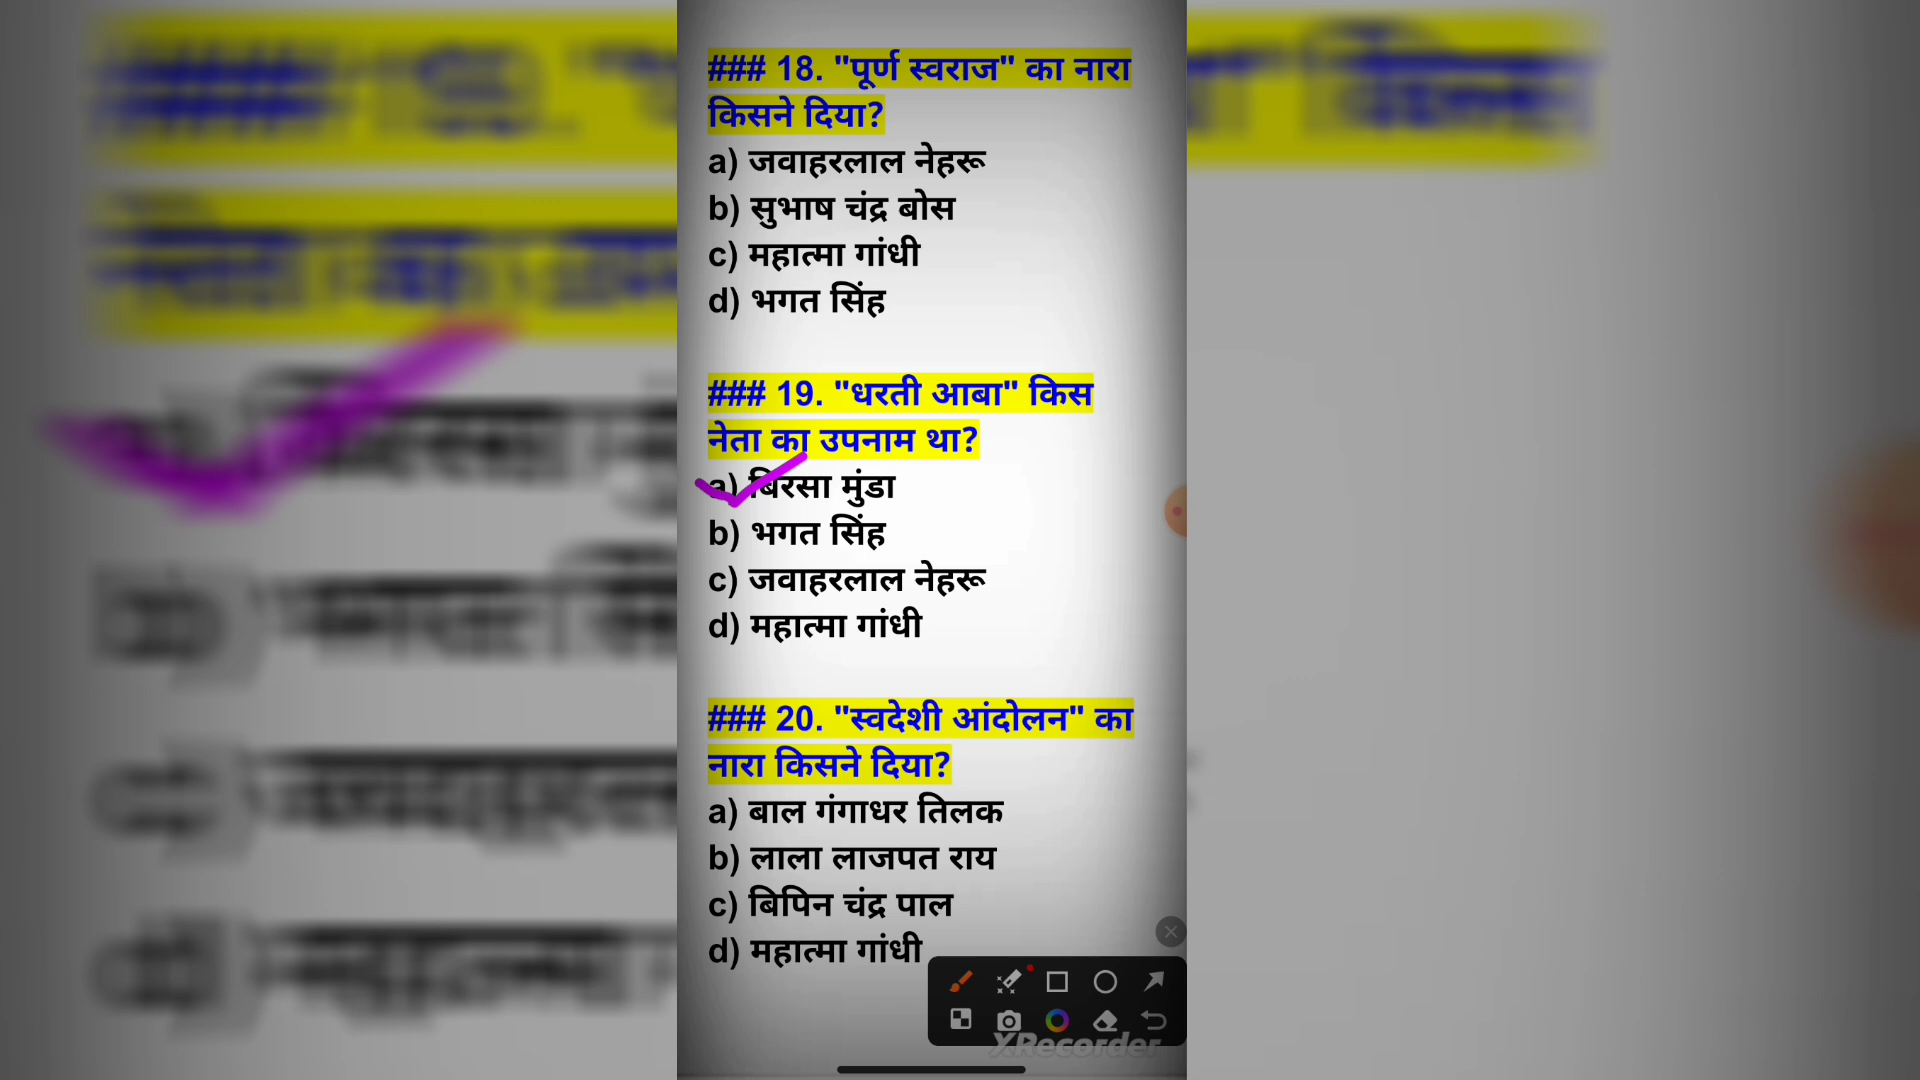 ### 18. "पूर्ण स्वराज" का नारा
किसने दिया?
a) जवाहरलाल नेहरू
b) सुभाष चंद्र बोस
c) महात्मा गांधी
d) भगत सिंह
### 19. "धरती आबा" किस
नेता का उपनाम था?
a) बिरसा मुंडा
b) भगत सिंह
c) जवाहरलाल नेहरू
d) महात्मा गांधी
### 20. "स्वदेशी आंदोलन" का
नारा किसने दिया?
a) बाल गंगाधर तिलक
b) लाला लाजपत राय
c) बिपिन चंद्र पाल
d) महात्मा गांधी
XRecorder